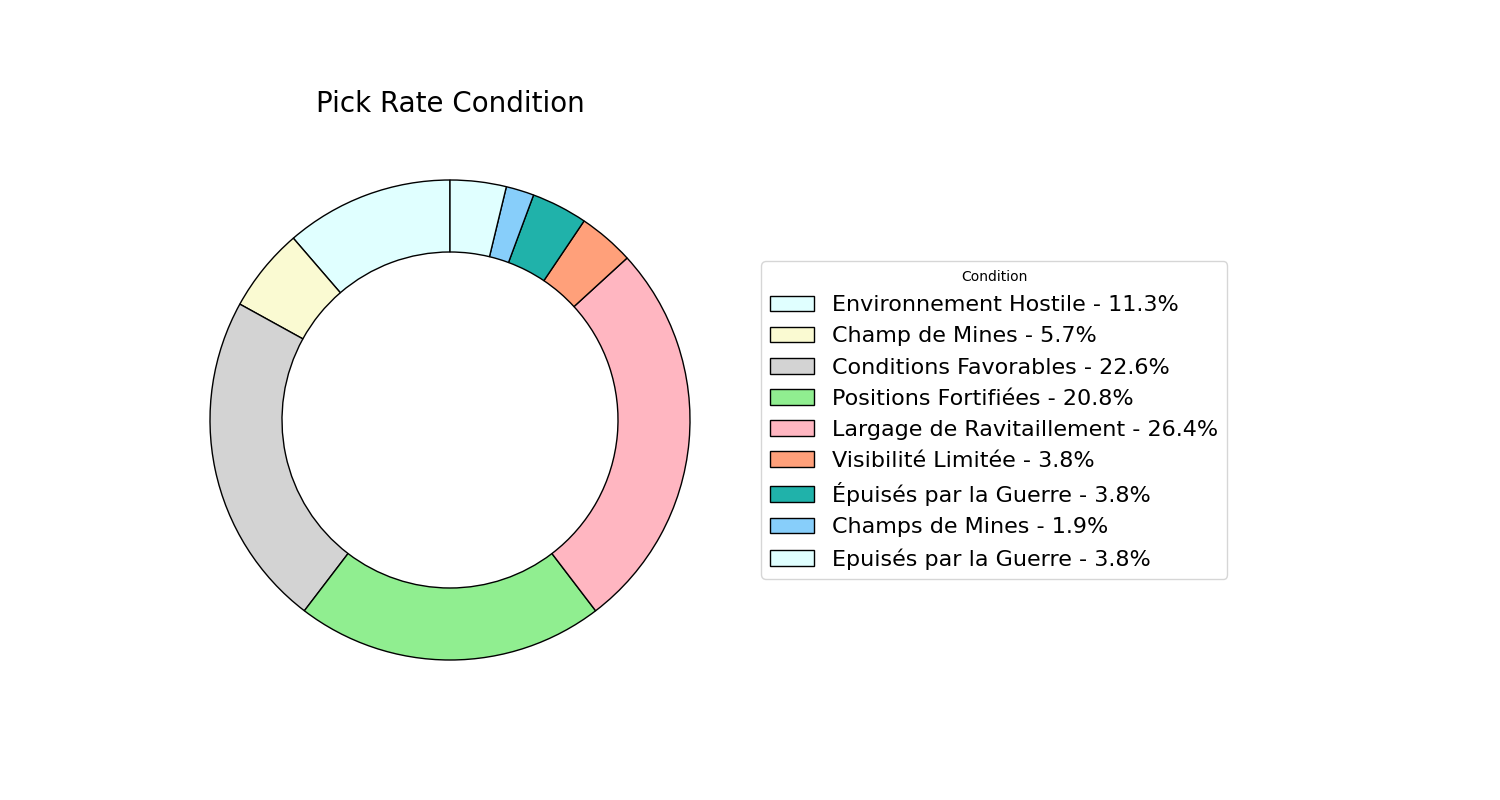 Pick Rate Condition
Condition
Environnement Hostile - 11.3%
Champ de Mines - 5.7%
Conditions Favorables - 22.6%
Positions Fortifiées - 20.8%
Largage de Ravitaillement - 26.4%
Visibilité Limitée - 3.8%
Épuisés par la Guerre - 3.8%
Champs de Mines - 1.9%
Epuisés par la Guerre - 3.8%